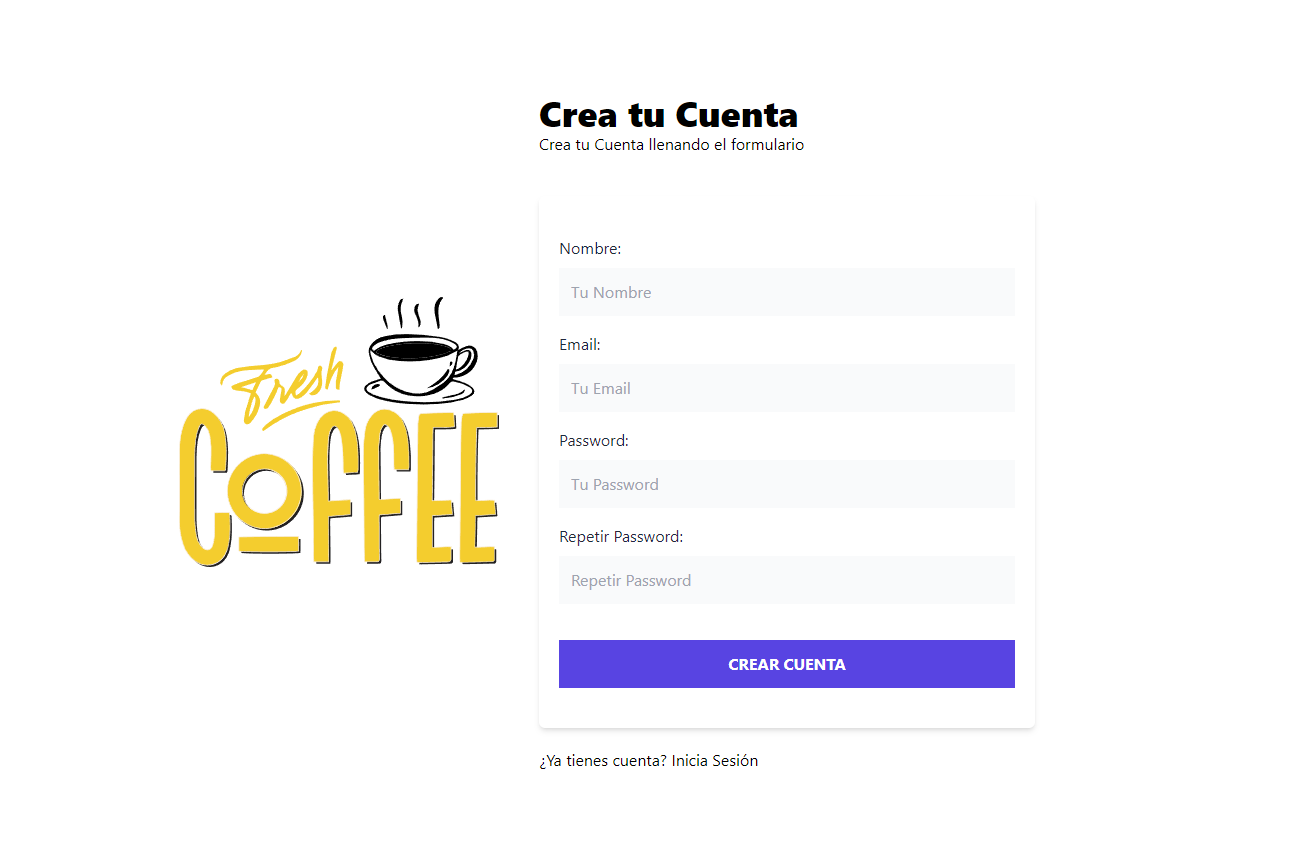 Crea tu Cuenta
Crea tu Cuenta llenando el formulario
Fresh
COFFEE
Nombre:
Tu Nombre
Email:
Tu Email
Password:
Tu Password
Repetir Password:
Repetir Password
CREAR CUENTA
¿Ya tienes cuenta? Inicia Sesión